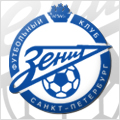 ФУТБОЛЬНЫЙ КЛУБ
Зенит
САНКТ-ПЕТЕРБУРГ